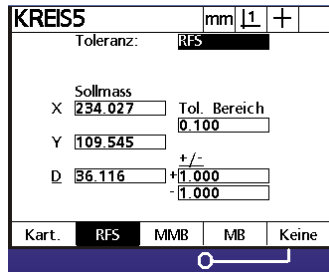 KREIS5 mm 1
Toleranz: RFS
Sollmass
X 234.027 Tol. Bereich
0.100
Y 109.545
+/-
D 36.116 +1.000
- 1.000
Kart. RFS MMB MB Keine